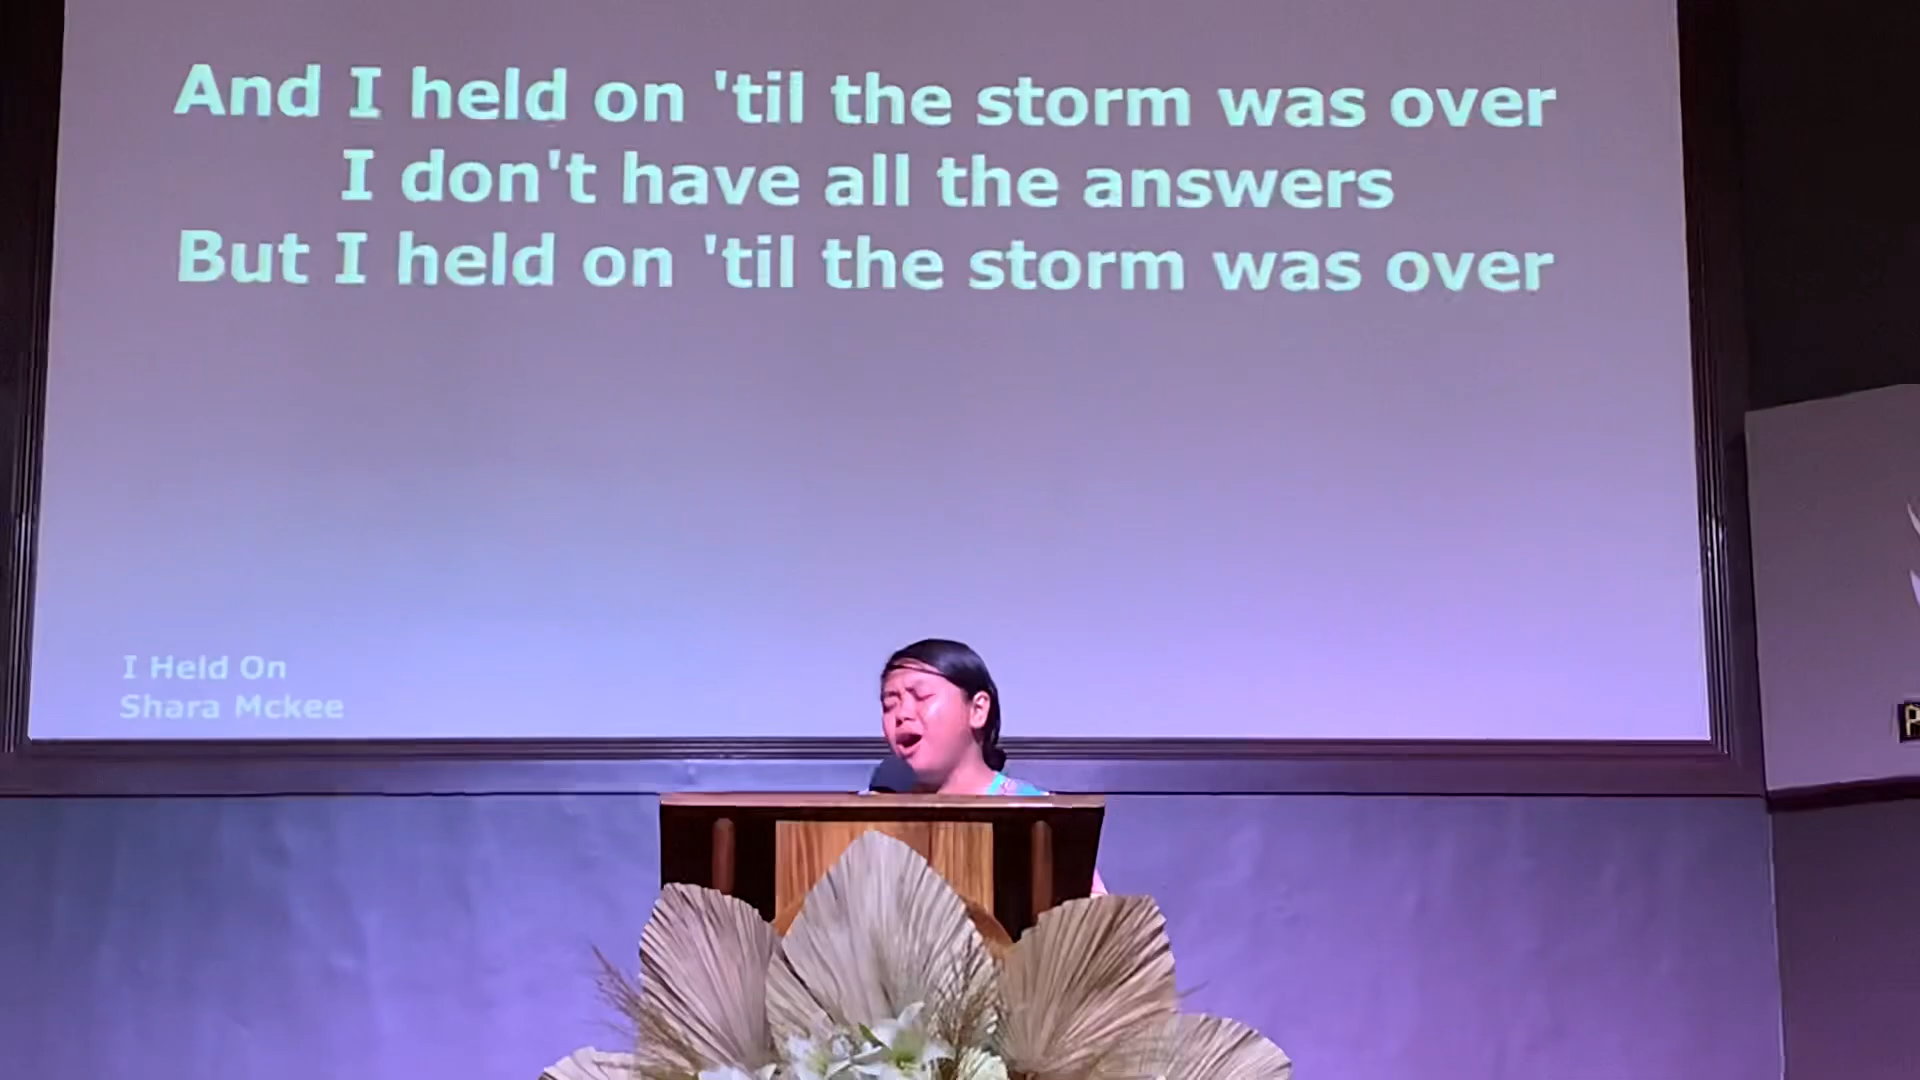 And I held on 'til the storm was over
I don't have all the answers
But I held on 'til the storm was over
I Held On
Shara Mckee